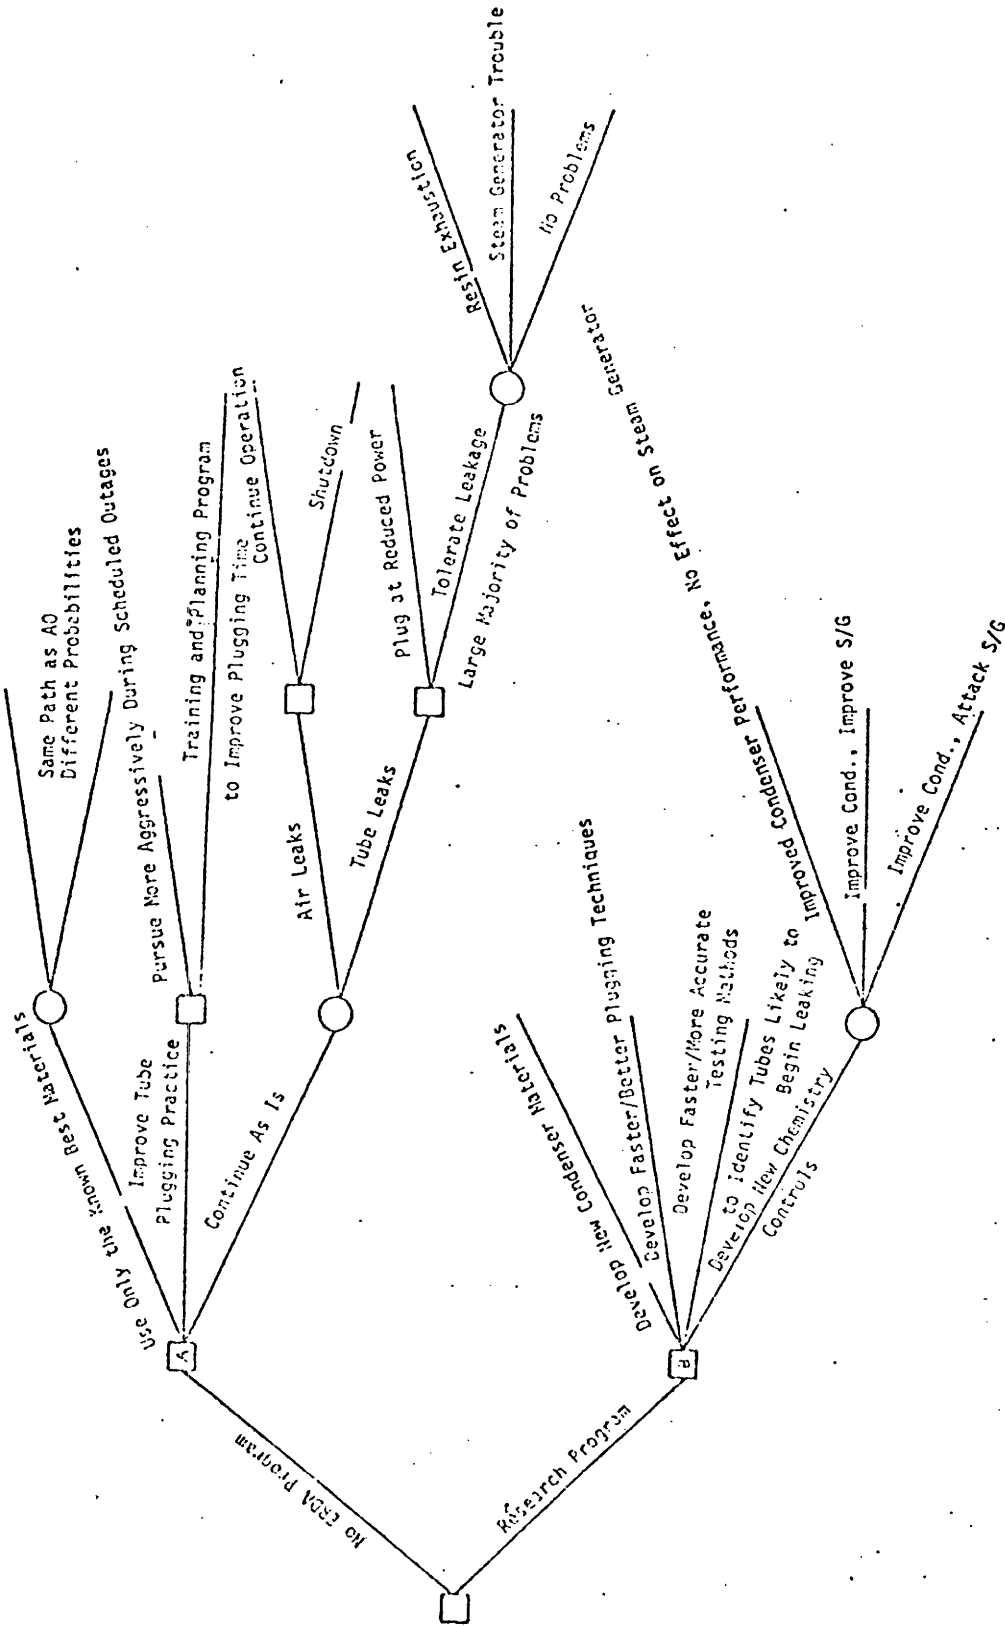 No ERDA Program
Research Program
A
Use Only the Known Best Materials
Improve Tube
Plugging Practice
Continue As Is
Same Path as AO
Different Probabilities
Pursue More Aggressively During Scheduled Outages
Training and Planning Program
to Improve Plugging Time
Air Leaks
Tube Leaks
Continue Operation
Shutdown
Plug at Reduced Power
Tolerate Leakage
Large Majority of Problems
Resin Exhaustion
Steam Generator Trouble
No Problems
B
Develop New Condenser Materials
Develop Faster/Better Plugging Techniques
Develop Faster/More Accurate
Testing Methods
to Identify Tubes Likely to
Begin Leaking
Develop New Chemistry
Controls
Improved Condenser Performance, No Effect on Steam Generator
Improve Cond., Improve S/G
Improve Cond., Attack S/G